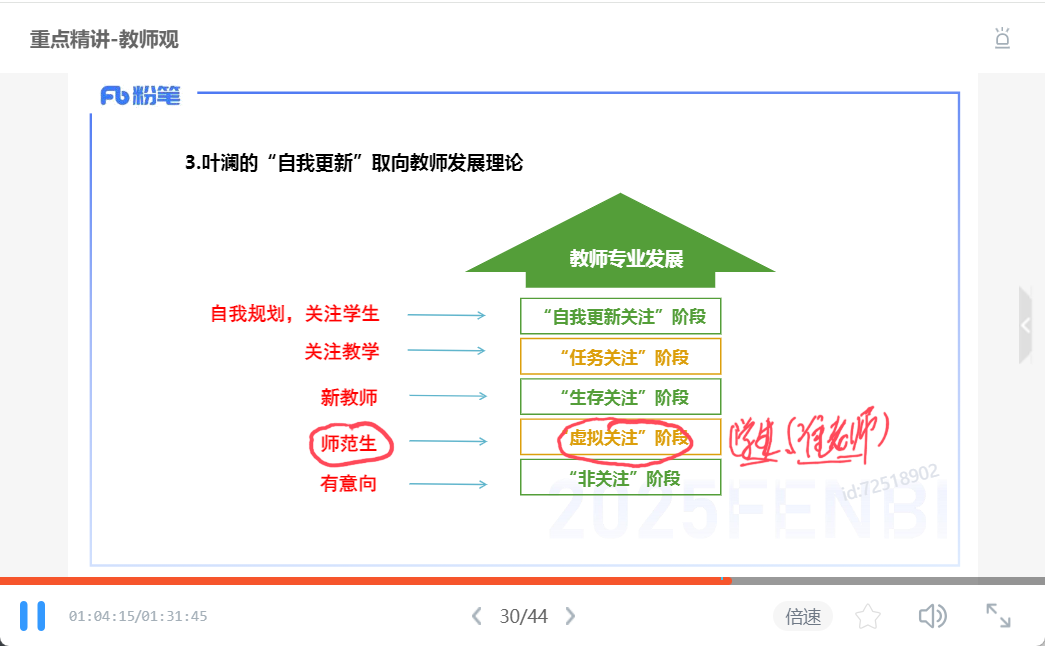 重点精讲-教师观
粉笔
3.叶澜的“自我更新”取向教师发展理论
教师专业发展
自我规划，关注学生
“自我更新关注”阶段
关注教学
“任务关注”阶段
新教师
“生存关注”阶段
师范生
虚拟关注”阶段
学生（准老师）
有意向
“非关注”阶段
id:72518902
2025FENBI
01:04:15/01:31:45
30/44
倍速